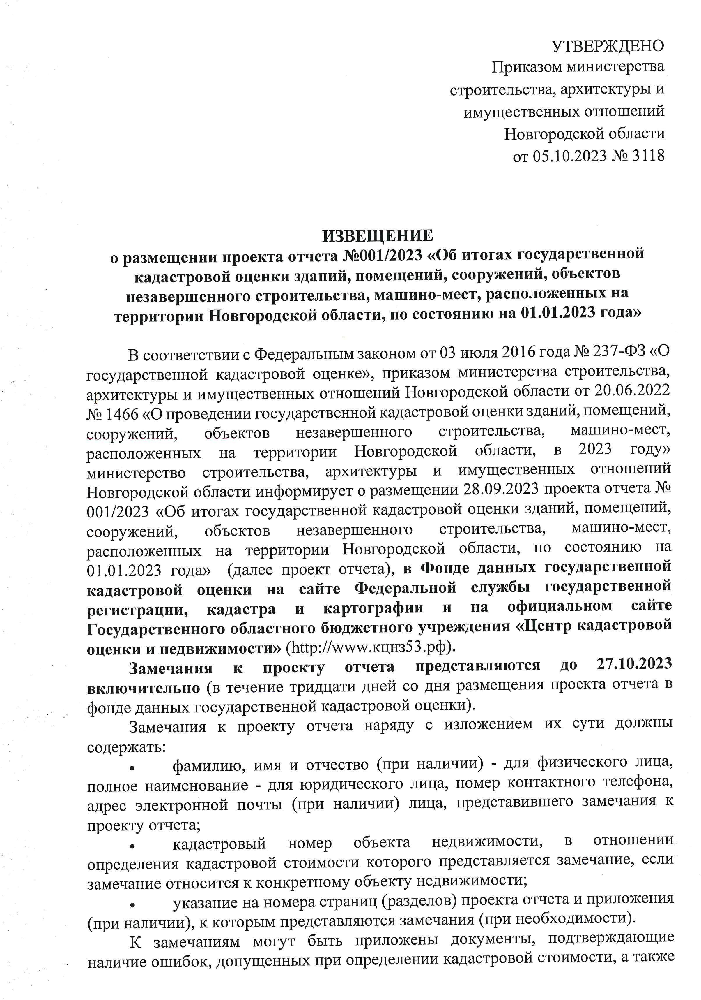 УТВЕРЖДЕНО
Приказом министерства
строительства, архитектуры и
имущественных отношений
Новгородской области
от 05.10.2023 № 3118
ИЗВЕЩЕНИЕ
о размещении проекта отчета №001/2023 «Об итогах государственной
кадастровой оценки зданий, помещений, сооружений, объектов
незавершенного строительства, машино-мест, расположенных на
территории Новгородской области, по состоянию на 01.01.2023 года»
В соответствии с Федеральным законом от 03 июля 2016 года № 237-ФЗ «О
государственной кадастровой оценке», приказом министерства строительства,
архитектуры и имущественных отношений Новгородской области от 20.06.2022
№ 1466 «О проведении государственной кадастровой оценки зданий, помещений,
сооружений, объектов незавершенного строительства, машино-мест,
расположенных на территории Новгородской области, в 2023 году»
министерство строительства, архитектуры и имущественных отношений
Новгородской области информирует о размещении 28.09.2023 проекта отчета №
001/2023 «Об итогах государственной кадастровой оценки зданий, помещений,
сооружений, объектов незавершенного строительства, машино-мест,
расположенных на территории Новгородской области, по состоянию на
01.01.2023 года» (далее проект отчета), в Фонде данных государственной
кадастровой оценки на сайте Федеральной службы государственной
регистрации, кадастра и картографии и на официальном сайте
Государственного областного бюджетного учреждения «Центр кадастровой
оценки и недвижимости» (http://www.кцнз53.рф).
Замечания к проекту отчета представляются до 27.10.2023
включительно (в течение тридцати дней со дня размещения проекта отчета в
фонде данных государственной кадастровой оценки).
Замечания к проекту отчета наряду с изложением их сути должны
содержать:
• фамилию, имя и отчество (при наличии) - для физического лица,
полное наименование - для юридического лица, номер контактного телефона,
адрес электронной почты (при наличии) лица, представившего замечания к
проекту отчета;
• кадастровый номер объекта недвижимости, в отношении
определения кадастровой стоимости которого представляется замечание, если
замечание относится к конкретному объекту недвижимости;
• указание на номера страниц (разделов) проекта отчета и приложения
(при наличии), к которым представляются замечания (при необходимости).
К замечаниям могут быть приложены документы, подтверждающие
наличие ошибок, допущенных при определении кадастровой стоимости, а также